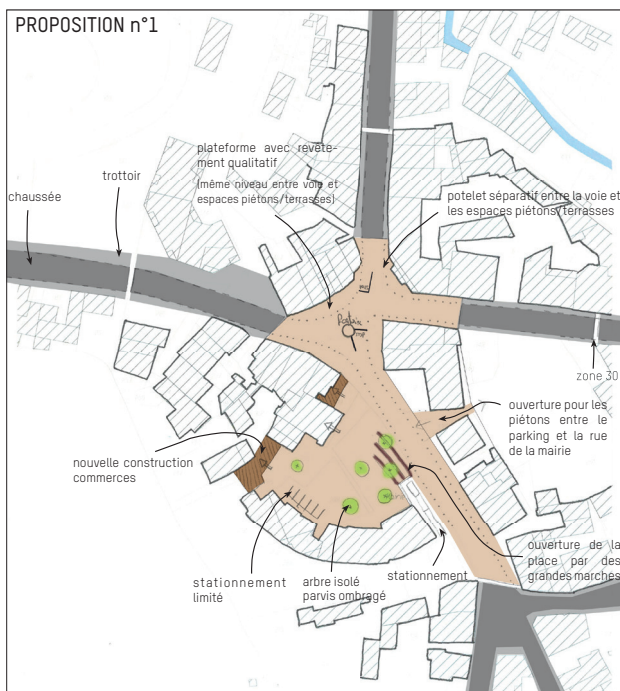 PROPOSITION n°1
plateforme avec revête-
ment qualitatif
(même niveau entre voie et
espaces piétons/terrasses)
trottoir
chaussée
potelet séparatif entre la voie et
les espaces piétons/terrasses
zone 30
ouverture pour les
piétons entre le
parking et la rue
de la mairie
nouvelle construction
commerces
stationnement
limité
arbre isolé
parvis ombragé
stationnement
ouverture de la
place par des
grandes marches